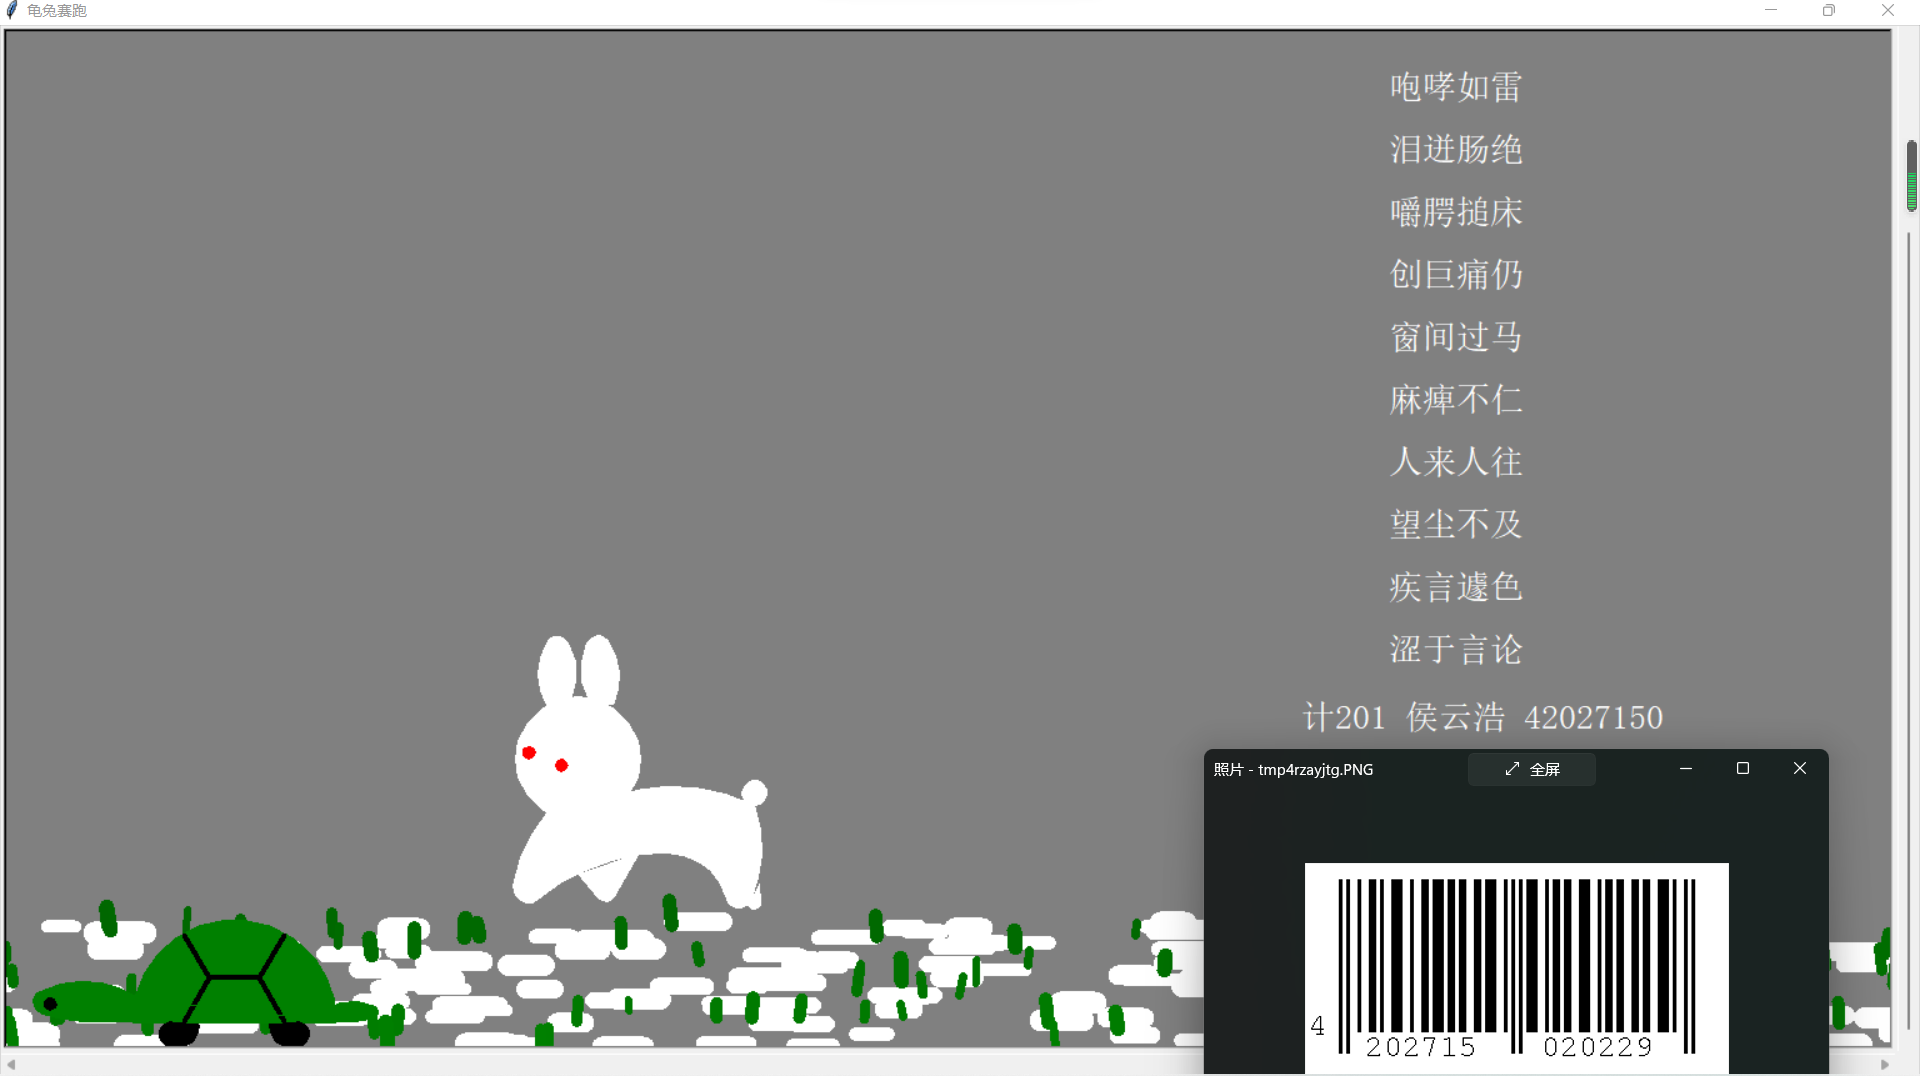 龟兔赛跑
咆哮如雷
泪迸肠绝
嚼腭搥床
创巨痛仍
窗间过马
麻痺不仁
人来人往
望尘不及
疾言遽色
涩于言论
计201 侯云浩 42027150
照片 - tmp4rzayjtg.PNG
全屏
4 202715 020229